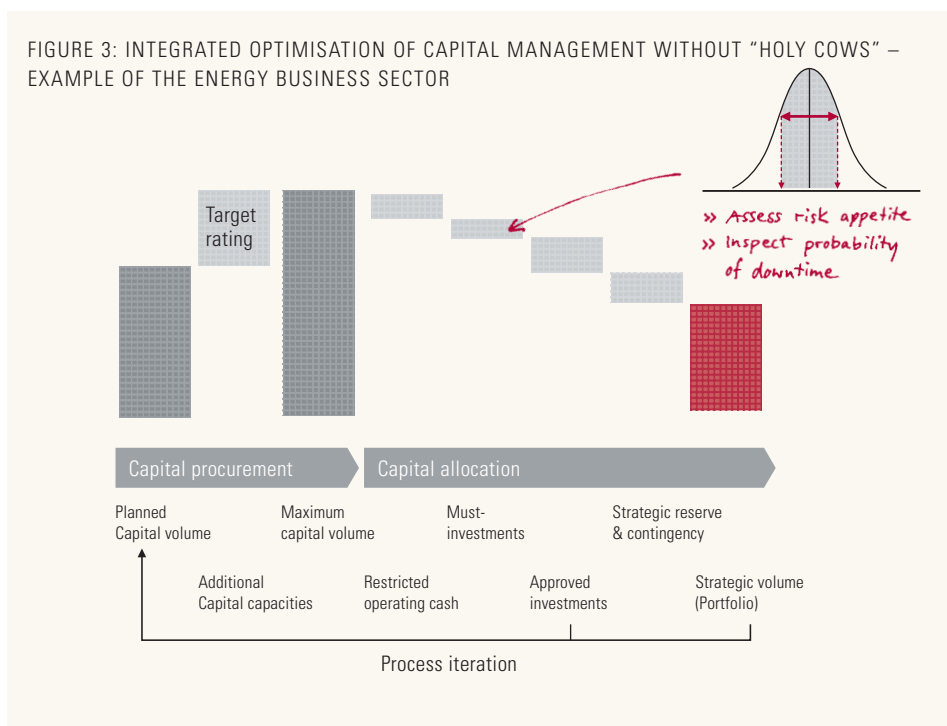 FIGURE 3: INTEGRATED OPTIMISATION OF CAPITAL MANAGEMENT WITHOUT “HOLY COWS” –
EXAMPLE OF THE ENERGY BUSINESS SECTOR
Target
rating
» Assess risk appetite
» Inspect probability
of downtime
Capital procurement
Capital allocation
Planned
Capital volume
Maximum
capital volume
Must-
investments
Strategic reserve
& contingency
Additional
Capital capacities
Restricted
operating cash
Approved
investments
Strategic volume
(Portfolio)
Process iteration